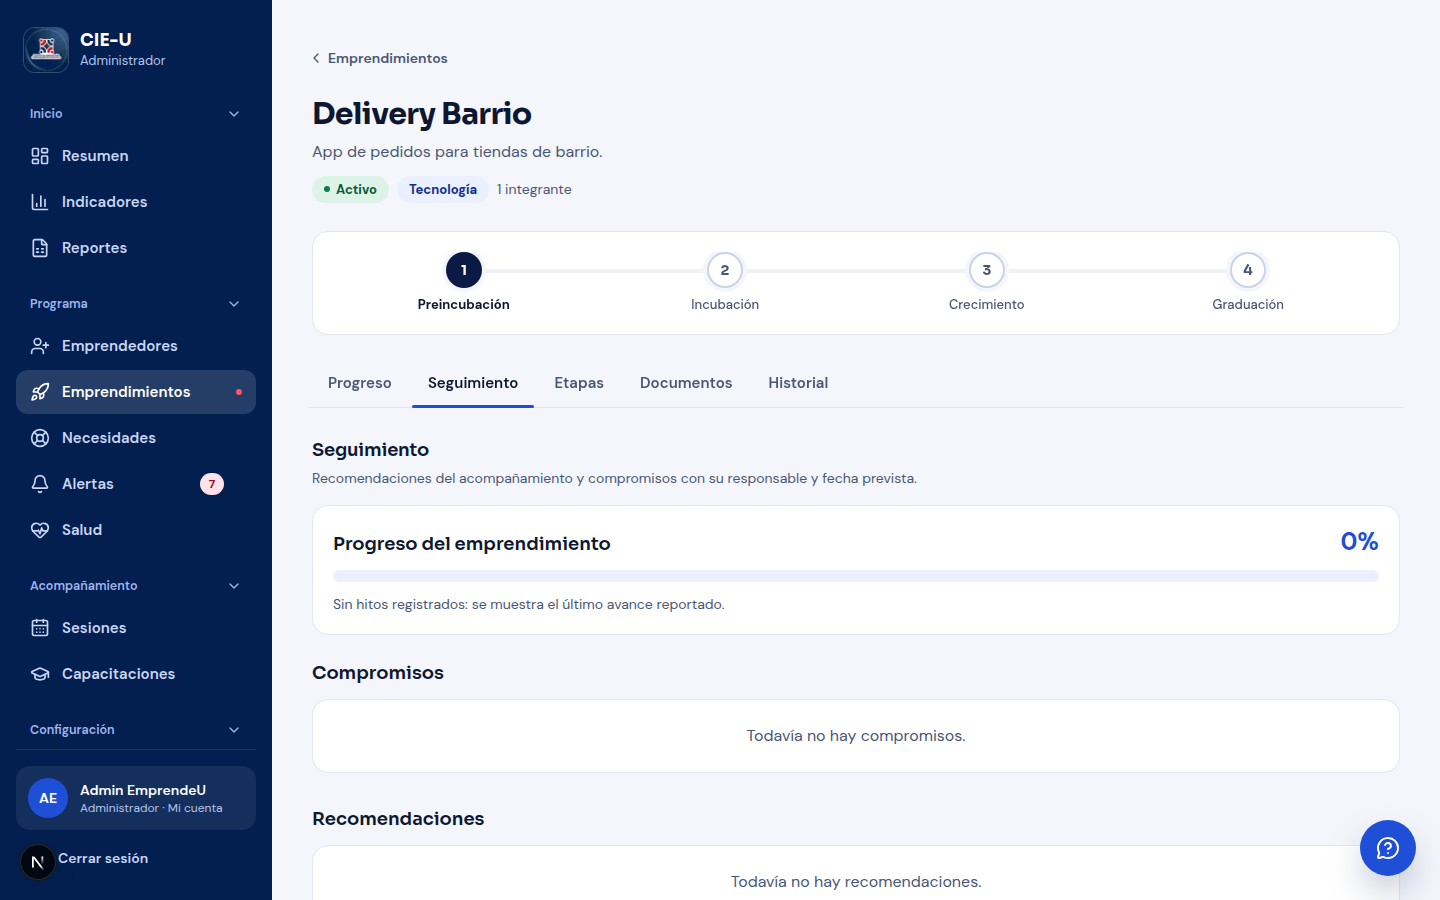 CIE-U
Administrador
Inicio
Resumen
Indicadores
Reportes
Programa
Emprendedores
Emprendimientos
Necesidades
Alertas 7
Salud
Acompañamiento
Sesiones
Capacitaciones
Configuración
AE
Admin EmprendeU
Administrador · Mi cuenta
N
Cerrar sesión
Emprendimientos
Delivery Barrio
App de pedidos para tiendas de barrio.
Activo Tecnología 1 integrante
1 2 3 4
Preincubación Incubación Crecimiento Graduación
Progreso Seguimiento Etapas Documentos Historial
Seguimiento
Recomendaciones del acompañamiento y compromisos con su responsable y fecha prevista.
Progreso del emprendimiento 0%
Sin hitos registrados: se muestra el último avance reportado.
Compromisos
Todavía no hay compromisos.
Recomendaciones
Todavía no hay recomendaciones.